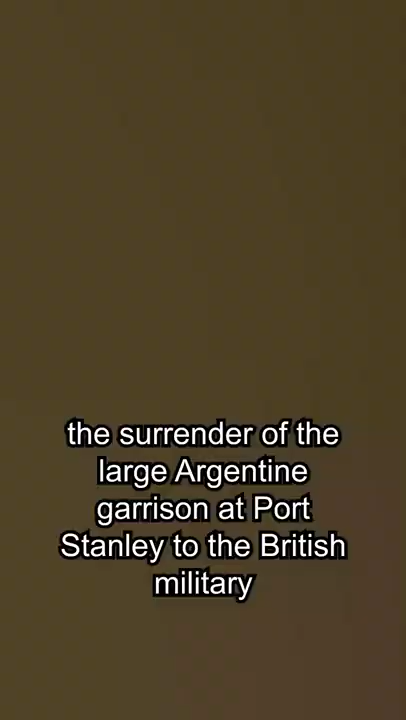 the surrender of the
large Argentine
garrison at Port
Stanley to the British
military